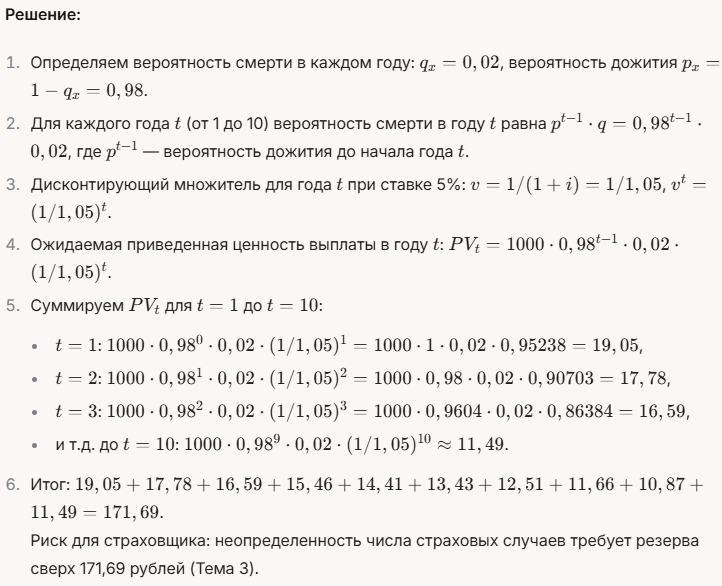 Решение:
1. Определяем вероятность смерти в каждом году: qₓ = 0,02, вероятность дожития pₓ =
1 − qₓ = 0,98.
2. Для каждого года t (от 1 до 10) вероятность смерти в году t равна p^{t−1} · q = 0,98^{t−1} ·
0,02, где p^{t−1} — вероятность дожития до начала года t.
3. Дисконтирующий множитель для года t при ставке 5%: v = 1/(1 + i) = 1/1,05, v^t =
(1/1,05)^t.
4. Ожидаемая приведенная ценность выплаты в году t: PV_t = 1000 · 0,98^{t−1} · 0,02 ·
(1/1,05)^t.
5. Суммируем PV_t для t = 1 до t = 10:
• t = 1: 1000 · 0,98^0 · 0,02 · (1/1,05)^1 = 1000 · 1 · 0,02 · 0,95238 = 19,05,
• t = 2: 1000 · 0,98^1 · 0,02 · (1/1,05)^2 = 1000 · 0,98 · 0,02 · 0,90703 = 17,78,
• t = 3: 1000 · 0,98^2 · 0,02 · (1/1,05)^3 = 1000 · 0,9604 · 0,02 · 0,86384 = 16,59,
• и т.д. до t = 10: 1000 · 0,98^9 · 0,02 · (1/1,05)^{10} ≈ 11,49.
6. Итог: 19,05 + 17,78 + 16,59 + 15,46 + 14,41 + 13,43 + 12,51 + 11,66 + 10,87 +
11,49 = 171,69.
Риск для страховщика: неопределенность числа страховых случаев требует резерва
сверх 171,69 рублей (Тема 3).